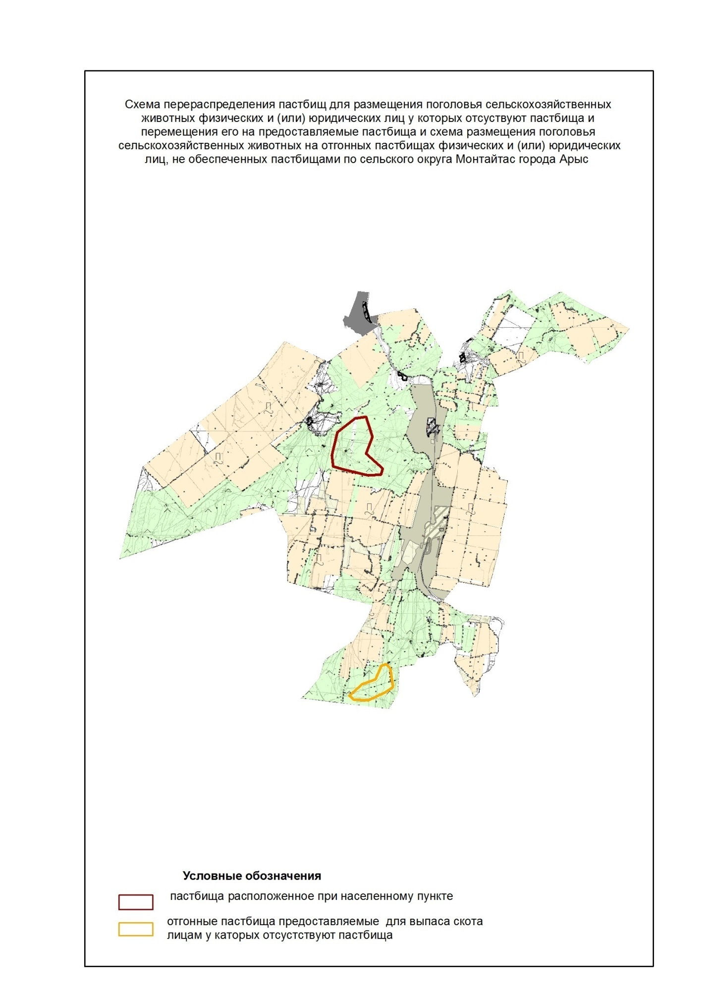 Схема перераспределения пастбищ для размещения поголовья сельскохозяйственных
животных физических и (или) юридических лиц у которых отсуствуют пастбища и
перемещения его на предоставляемые пастбища и схема размещения поголовья
сельскохозяйственных животных на отгонных пастбищах физических и (или) юридических
лиц, не обеспеченных пастбищами по сельского округа Монтайтас города Арыс
П
П
П
П
П
П
Условные обозначения
пастбища расположенное при населенному пункте
отгонные пастбища предоставляемые для выпаса скота
лицам у каторых отсустствуют пастбища